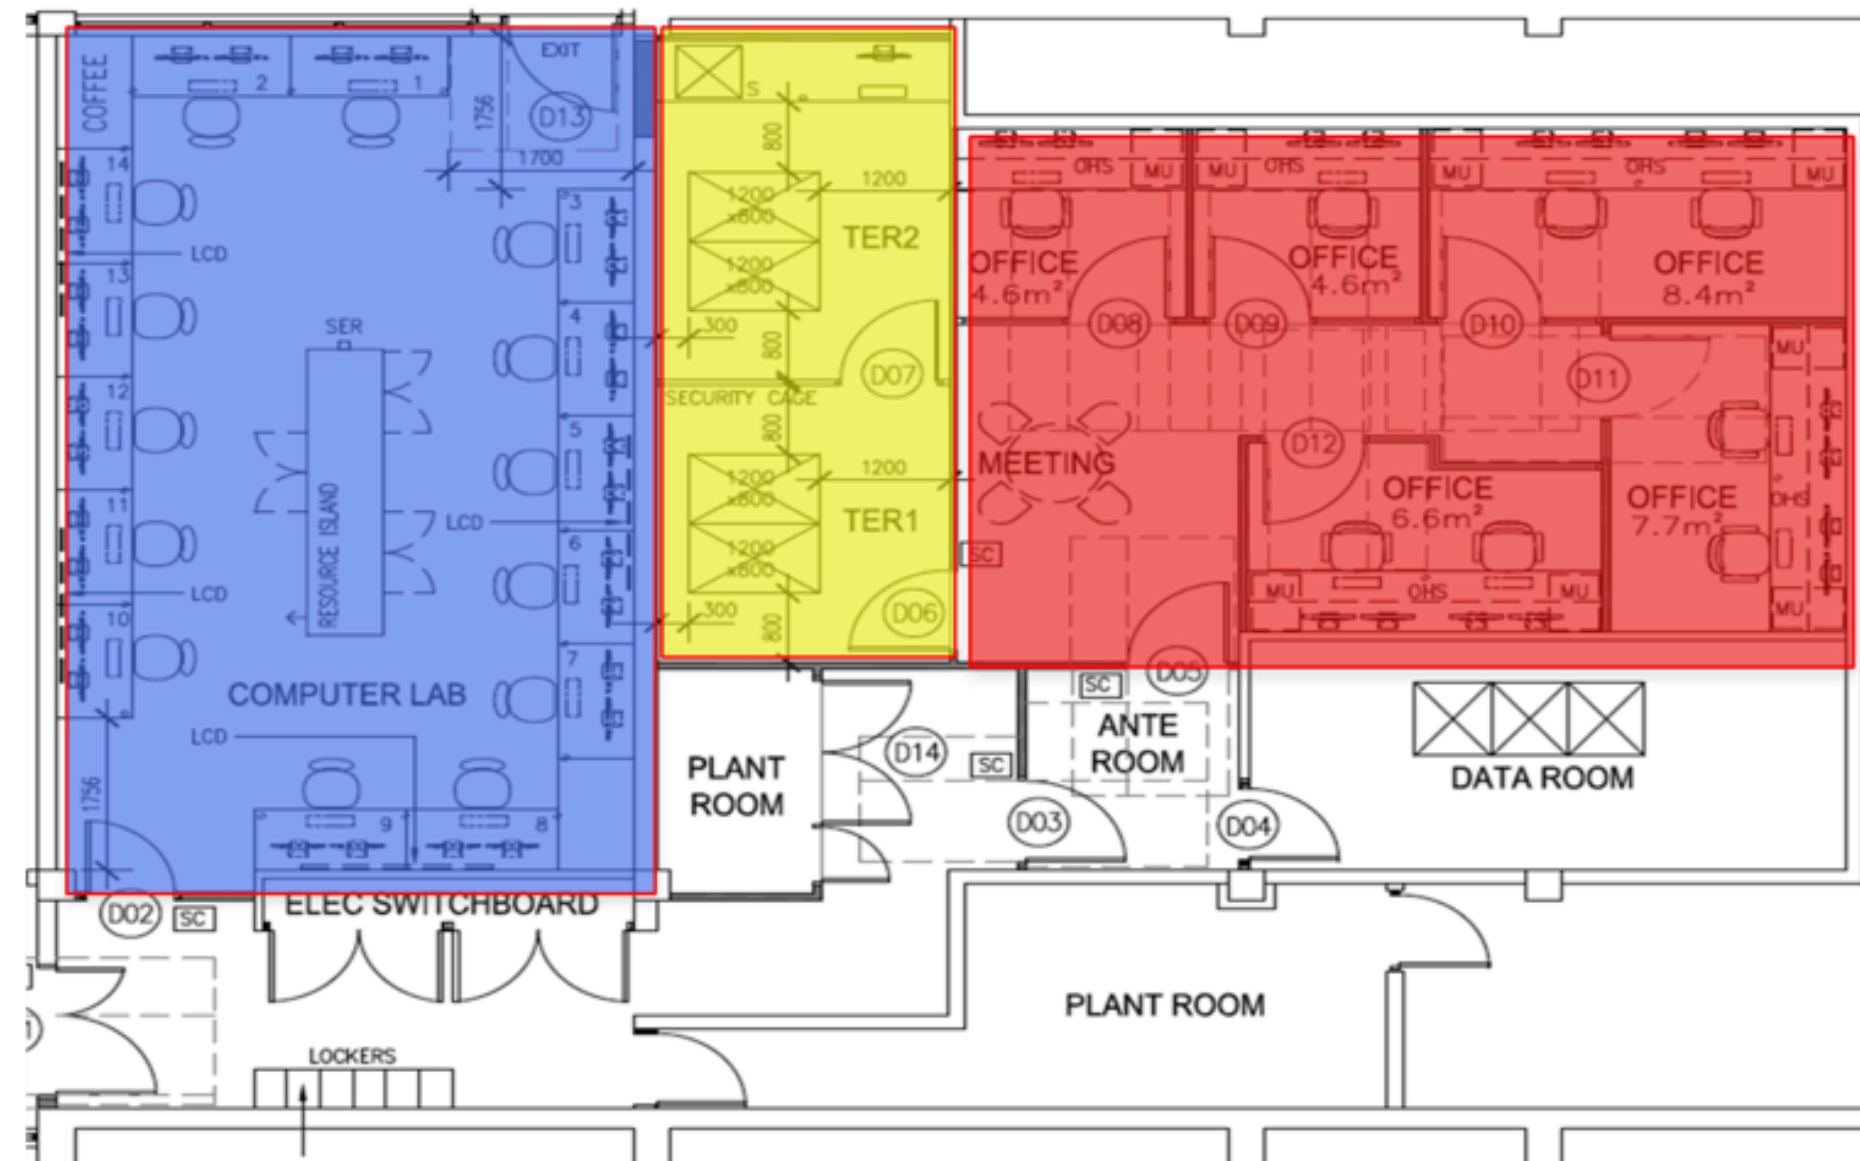 COFFEE
2
1
EXIT
1756
D13
1700
14
LCD
13
12
11
LCD
10
SER
RESOURCE ISLAND
3
4
5
LCD
6
7
COMPUTER LAB
LCD
1756
9
8
D02
SC
ELEC SWITCHBOARD
LOCKERS
S
800
1200
x800
1200
TER2
1200
x800
300
800
D07
SECURITY CAGE
800
1200
x800
1200
TER1
1200
x800
300
800
D06
OHS
MU
OFFICE
4.6m²
D08
MU
OHS
OFFICE
4.6m²
D09
MU
OHS
MU
OFFICE
8.4m²
D10
D11
MU
D12
MEETING
OFFICE
6.6m²
MU
OHS
MU
OFFICE
7.7m²
OHS
MU
SC
D05
SC
ANTE
ROOM
PLANT
ROOM
D14
SC
D03
D04
DATA ROOM
PLANT ROOM